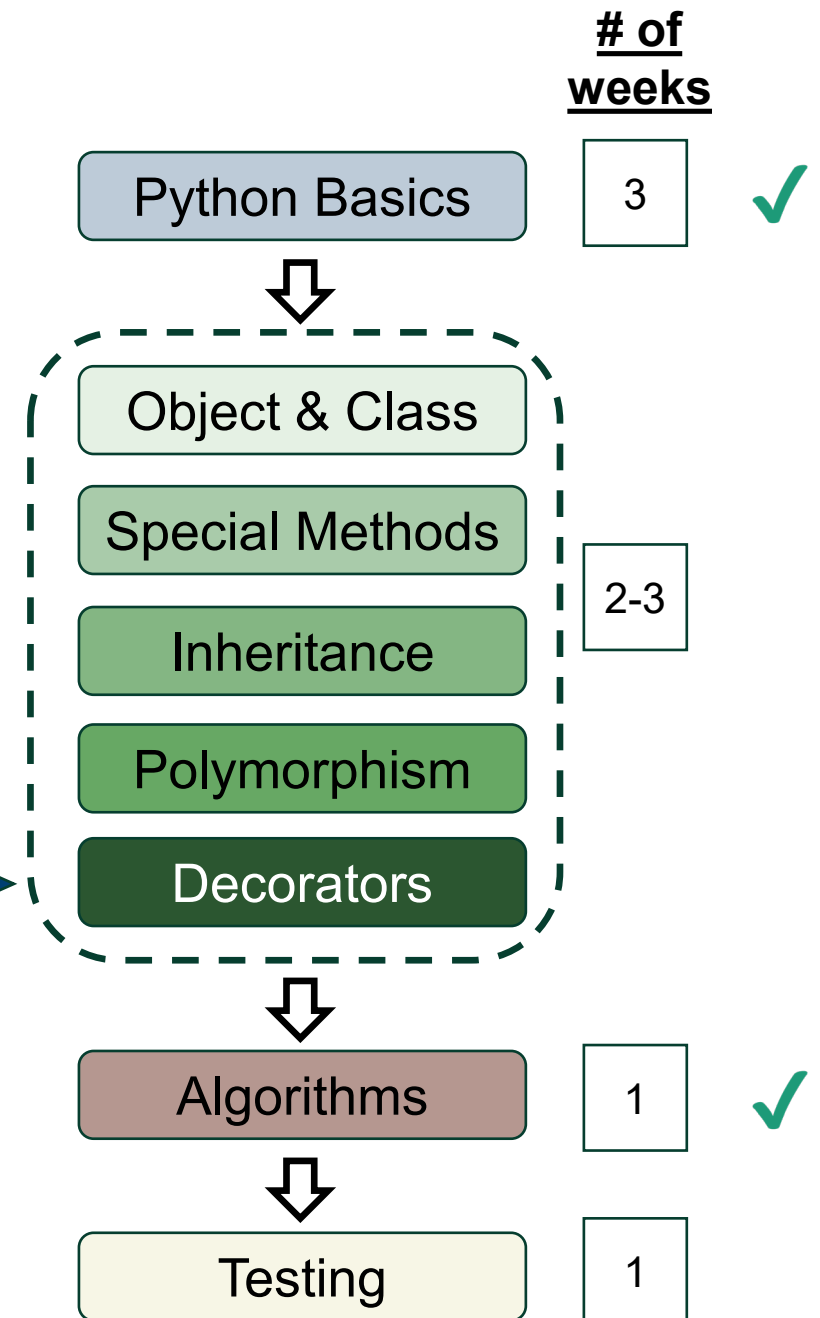 # of
weeks
Python Basics
3
Object & Class
Special Methods
Inheritance
2-3
Polymorphism
Decorators
Algorithms
1
Testing
1